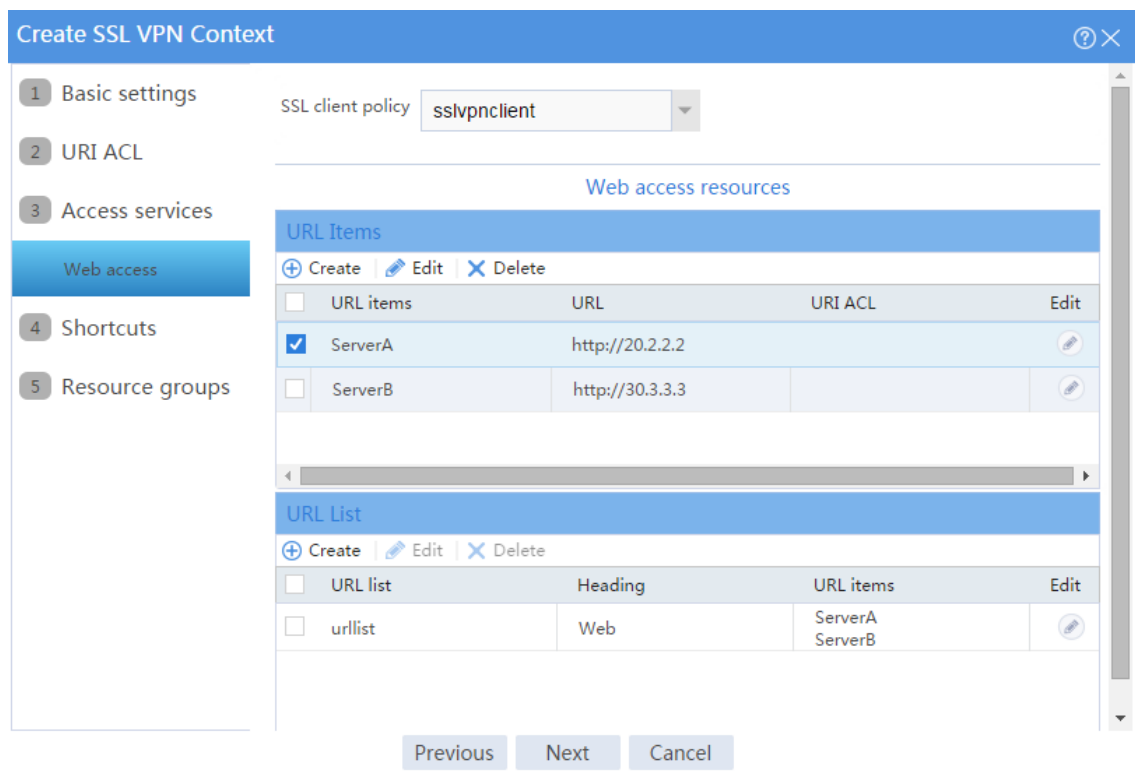 Create SSL VPN Context
1 Basic settings
2 URI ACL
3 Access services
Web access
4 Shortcuts
5 Resource groups
SSL client policy sslvpnclient
Web access resources
URL Items
Create Edit Delete
URL items URL URI ACL Edit
ServerA http://20.2.2.2
ServerB http://30.3.3.3
URL List
Create Edit Delete
URL list Heading URL items Edit
urllist Web ServerA
ServerB
Previous Next Cancel